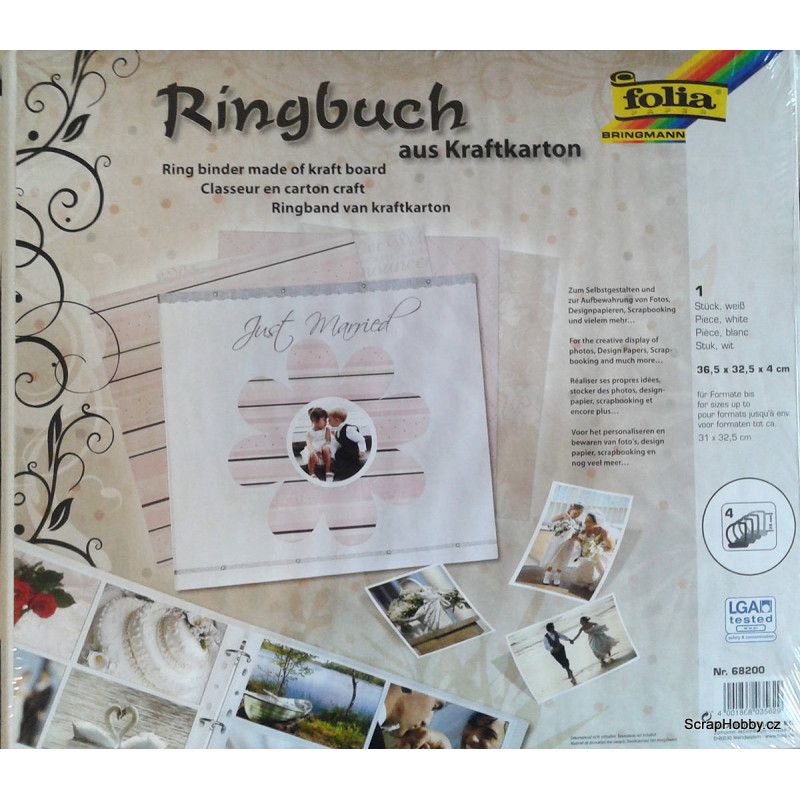 Ringbuch
aus Kraftkarton
Ring binder made of kraft board
Classeur en carton craft
Ringband van kraftkarton
folia
PAPER
BRINGMANN
Just Married
Zum Selbstgestalten und
zur Aufbewahrung von Fotos,
Designpapieren, Scrapbooking
und vielem mehr...
For the creative display of
photos, Design Papers, Scrap-
booking and much more...
Réaliser ses propres idées,
stocker des photos, design-
papier, scrapbooking et
encore plus...
Voor het personaliseren en
bewaren van foto's, design
papier, scrapbooking en
nog veel meer...
1
Stück, weiß
Piece, white
Pièce, blanc
Stuk, wit
36,5 x 32,5 x 4 cm
für Formate bis
for sizes up to
pour formats jusqu'à env.
voor formaten tot ca.
31 x 32,5 cm
4
LGA
tested
Nr. 68200
4 001868 035629
ScrapHobby.cz